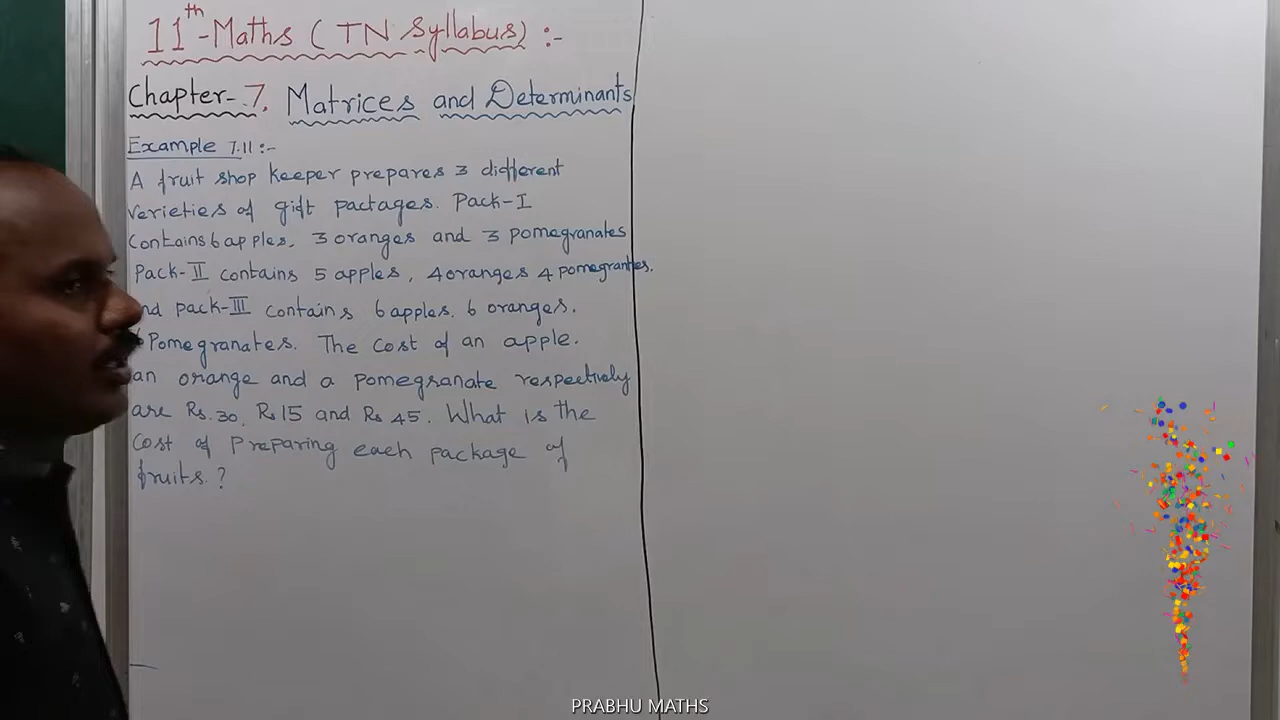 11th-Maths ( TN Syllabus) :-
Chapter-7. Matrices and Determinants
Example 7.11:-
A fruit shop keeper prepares 3 different
verieties of gift pactages. Pack-I
Contains 6 apples, 3 oranges and 3 pomegranates
Pack-II contains 5 apples, 4 oranges 4 pomegrantes.
nd pack-III contains 6 apples. 6 oranges.
6 Pomegranates. The Cost of an apple.
an orange and a pomegranate respectively
are Rs.30, Rs 15 and Rs 45. What is the
Cost of Preparing each package of
fruits.?
PRABHU MATHS